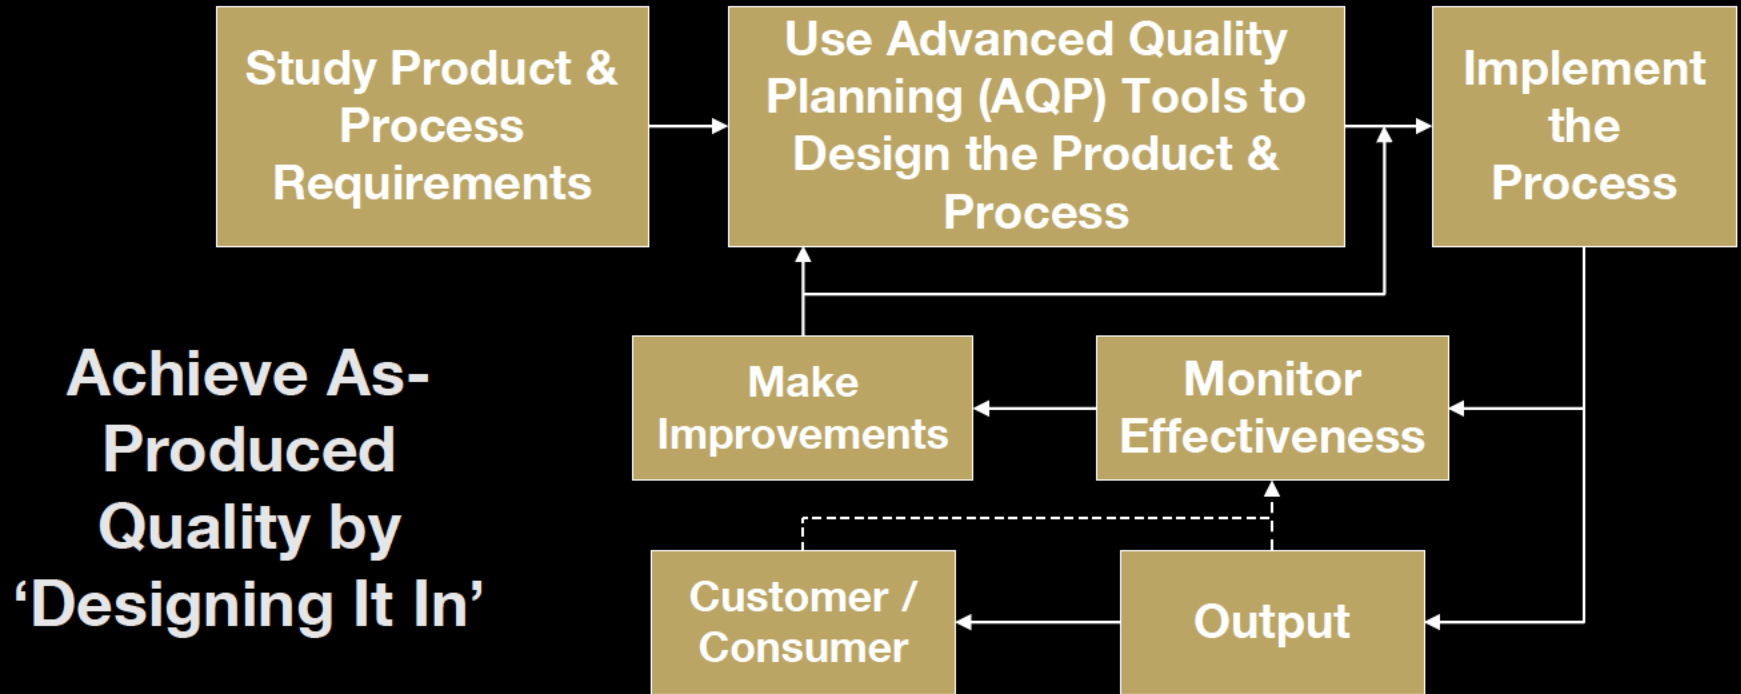 Study Product &
Process
Requirements
Use Advanced Quality
Planning (AQP) Tools to
Design the Product &
Process
Implement
the
Process
Achieve As-
Produced
Quality by
‘Designing It In’
Make
Improvements
Monitor
Effectiveness
Customer /
Consumer
Output